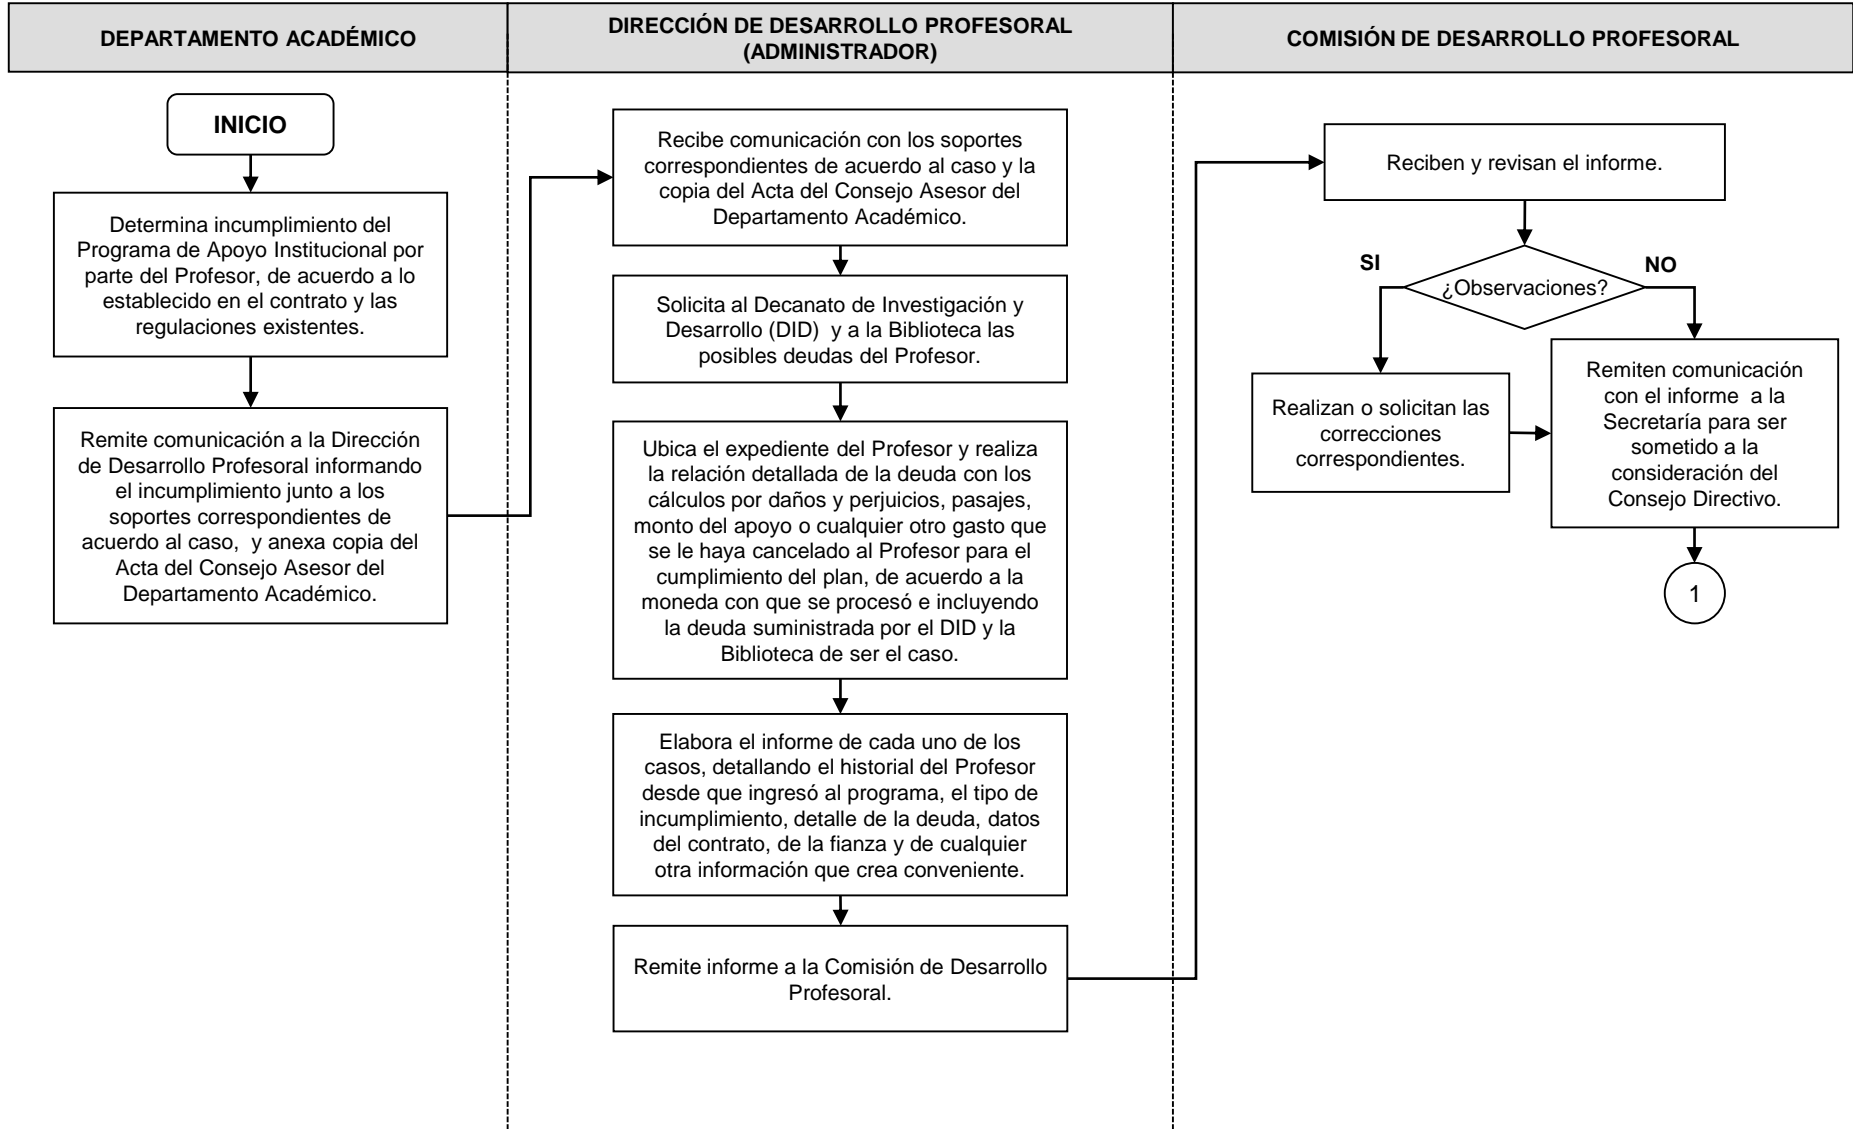 DEPARTAMENTO ACADÉMICO
DIRECCIÓN DE DESARROLLO PROFESORAL
(ADMINISTRADOR)
COMISIÓN DE DESARROLLO PROFESORAL
INICIO
Determina incumplimiento del
Programa de Apoyo Institucional por
parte del Profesor, de acuerdo a lo
establecido en el contrato y las
regulaciones existentes.
Remite comunicación a la Dirección
de Desarrollo Profesoral informando
el incumplimiento junto a los
soportes correspondientes de
acuerdo al caso, y anexa copia del
Acta del Consejo Asesor del
Departamento Académico.
Recibe comunicación con los soportes
correspondientes de acuerdo al caso y la
copia del Acta del Consejo Asesor del
Departamento Académico.
Solicita al Decanato de Investigación y
Desarrollo (DID) y a la Biblioteca las
posibles deudas del Profesor.
Ubica el expediente del Profesor y realiza
la relación detallada de la deuda con los
cálculos por daños y perjuicios, pasajes,
monto del apoyo o cualquier otro gasto que
se le haya cancelado al Profesor para el
cumplimiento del plan, de acuerdo a la
moneda con que se procesó e incluyendo
la deuda suministrada por el DID y la
Biblioteca de ser el caso.
Elabora el informe de cada uno de los
casos, detallando el historial del Profesor
desde que ingresó al programa, el tipo de
incumplimiento, detalle de la deuda, datos
del contrato, de la fianza y de cualquier
otra información que crea conveniente.
Remite informe a la Comisión de Desarrollo
Profesoral.
Reciben y revisan el informe.
SI
NO
¿Observaciones?
Realizan o solicitan las
correcciones
correspondientes.
Remiten comunicación
con el informe a la
Secretaría para ser
sometido a la
consideración del
Consejo Directivo.
1